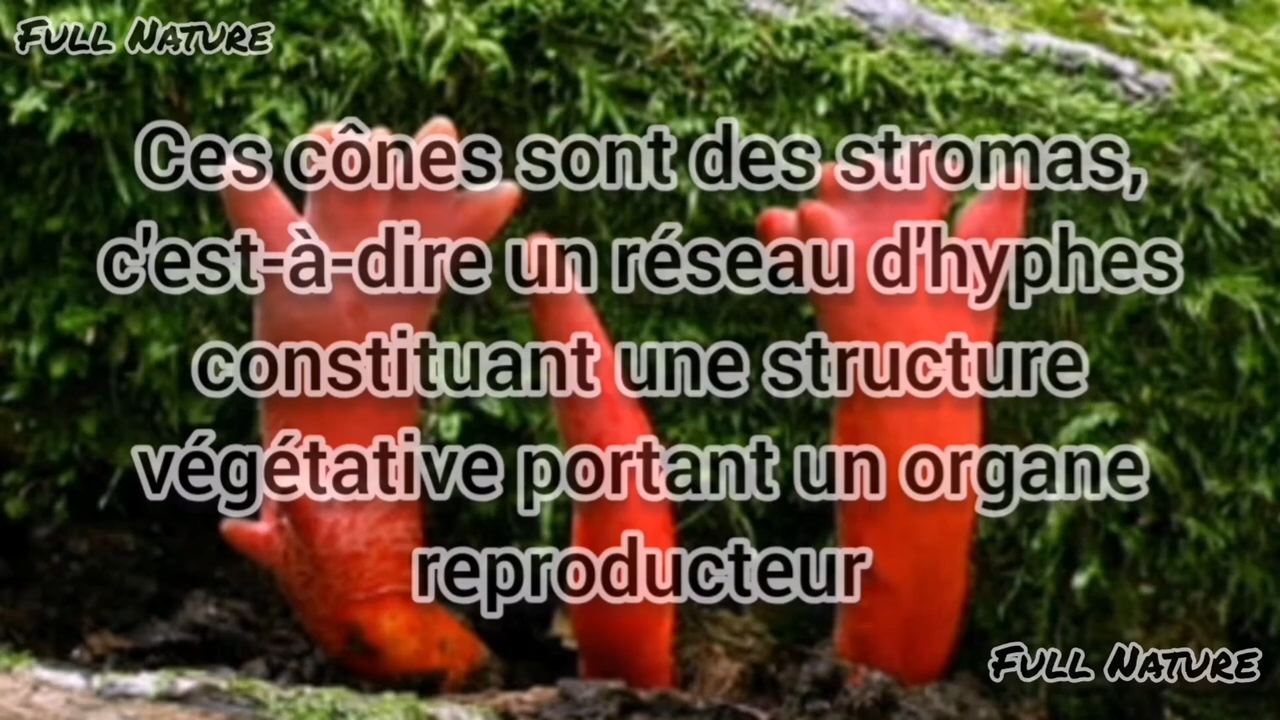 Full Nature
Ces cônes sont des stromas,
c'est-à-dire un réseau d'hyphes
constituant une structure
végétative portant un organe
reproducteur
Full Nature